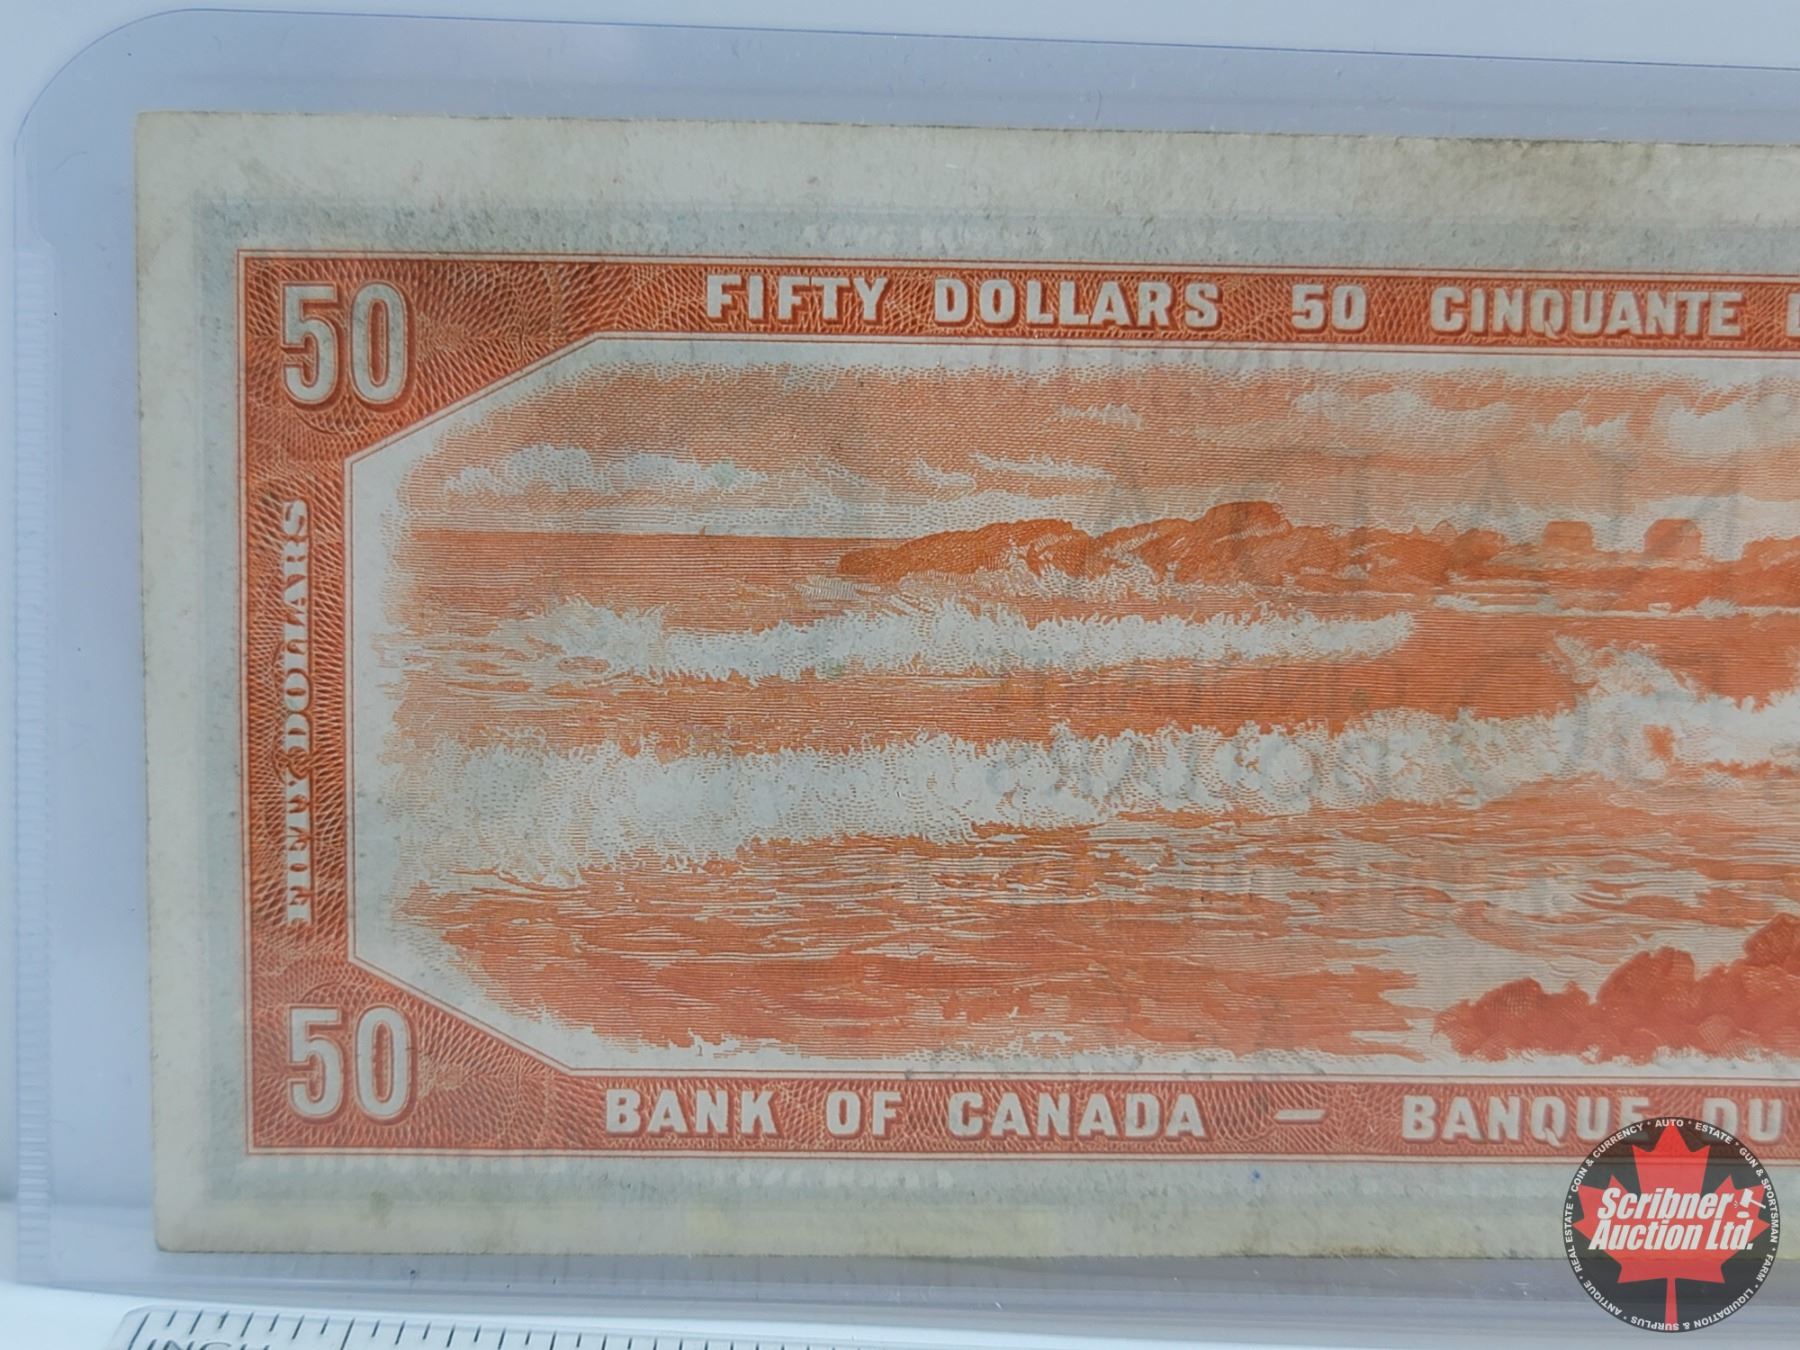 50 FIFTY DOLLARS 50 CINQUANTE
FIFTY DOLLARS
50 BANK OF CANADA — BANQUE DU
Scribner
Auction Ltd.
COIN & CURRENCY • AUTO • ESTATE • GUN & SPORTSMAN • FARM • LIQUIDATION & SURPLUS • ANTIQUE • REAL ESTATE •
INCH